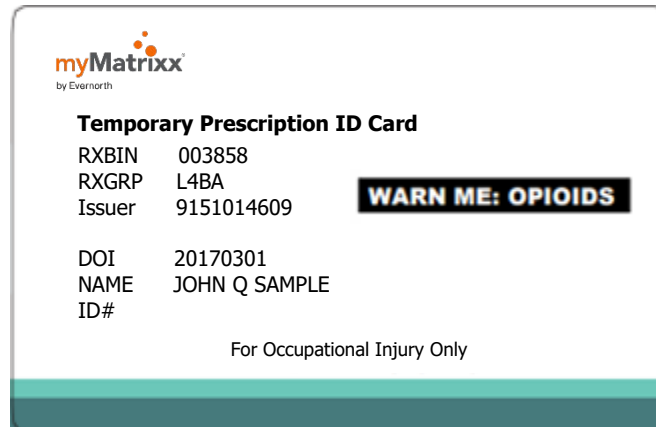 myMatrixx
by Evernorth
Temporary Prescription ID Card
RXBIN 003858
RXGRP L4BA
Issuer 9151014609
WARN ME: OPIOIDS
DOI 20170301
NAME JOHN Q SAMPLE
ID#
For Occupational Injury Only